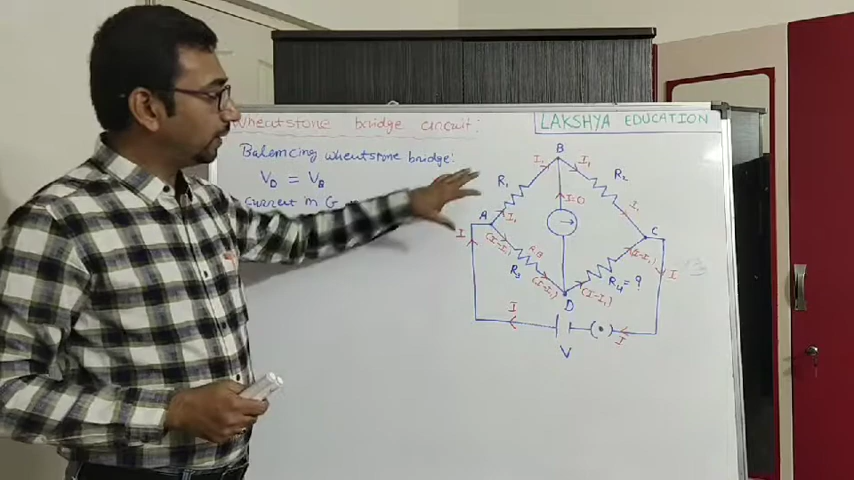 Wheatstone bridge circuit:
LAKSHYA EDUCATION
Balancing wheatstone bridge:
V_D = V_B
Current in G
B
I₁
I₁
R₁
R₂
I=0
A
I₁
I₁
I
(I-I₁)
C
(I-I₁)
I
R₃
R₄ = ?
(I-I₁)
(I-I₁)
D
I
I
V